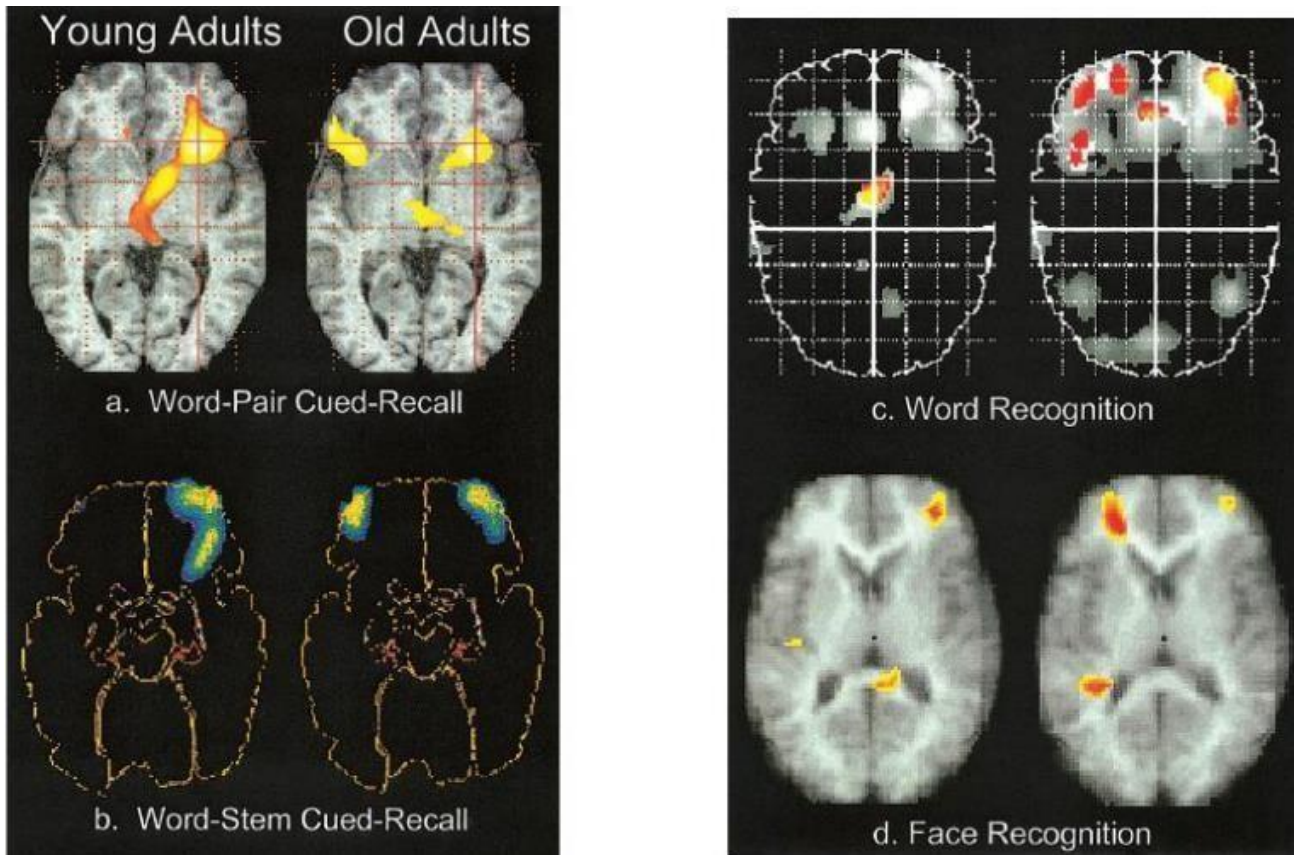 Young Adults Old Adults
a. Word-Pair Cued-Recall
b. Word-Stem Cued-Recall
c. Word Recognition
d. Face Recognition